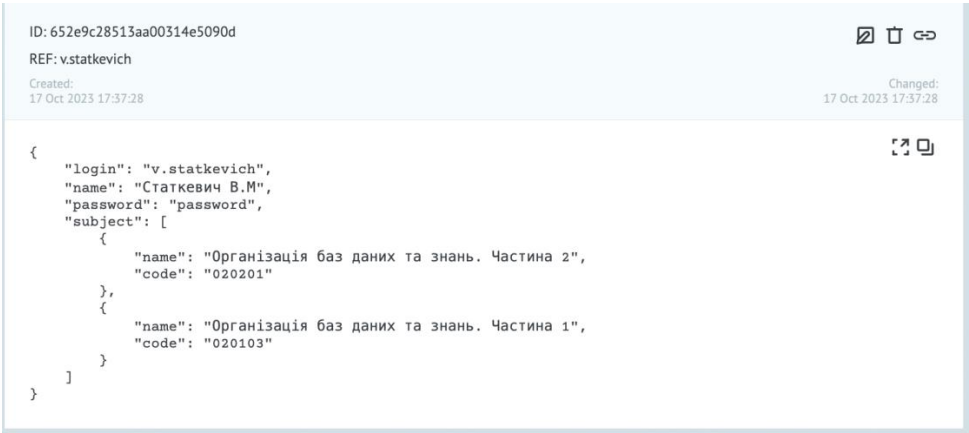 ID: 652e9c28513aa00314e5090d
REF: v.statkevich
Created:
17 Oct 2023 17:37:28
Changed:
17 Oct 2023 17:37:28
{
    "login": "v.statkevich",
    "name": "Статкевич В.М",
    "password": "password",
    "subject": [
        {
            "name": "Організація баз даних та знань. Частина 2",
            "code": "020201"
        },
        {
            "name": "Організація баз даних та знань. Частина 1",
            "code": "020103"
        }
    ]
}